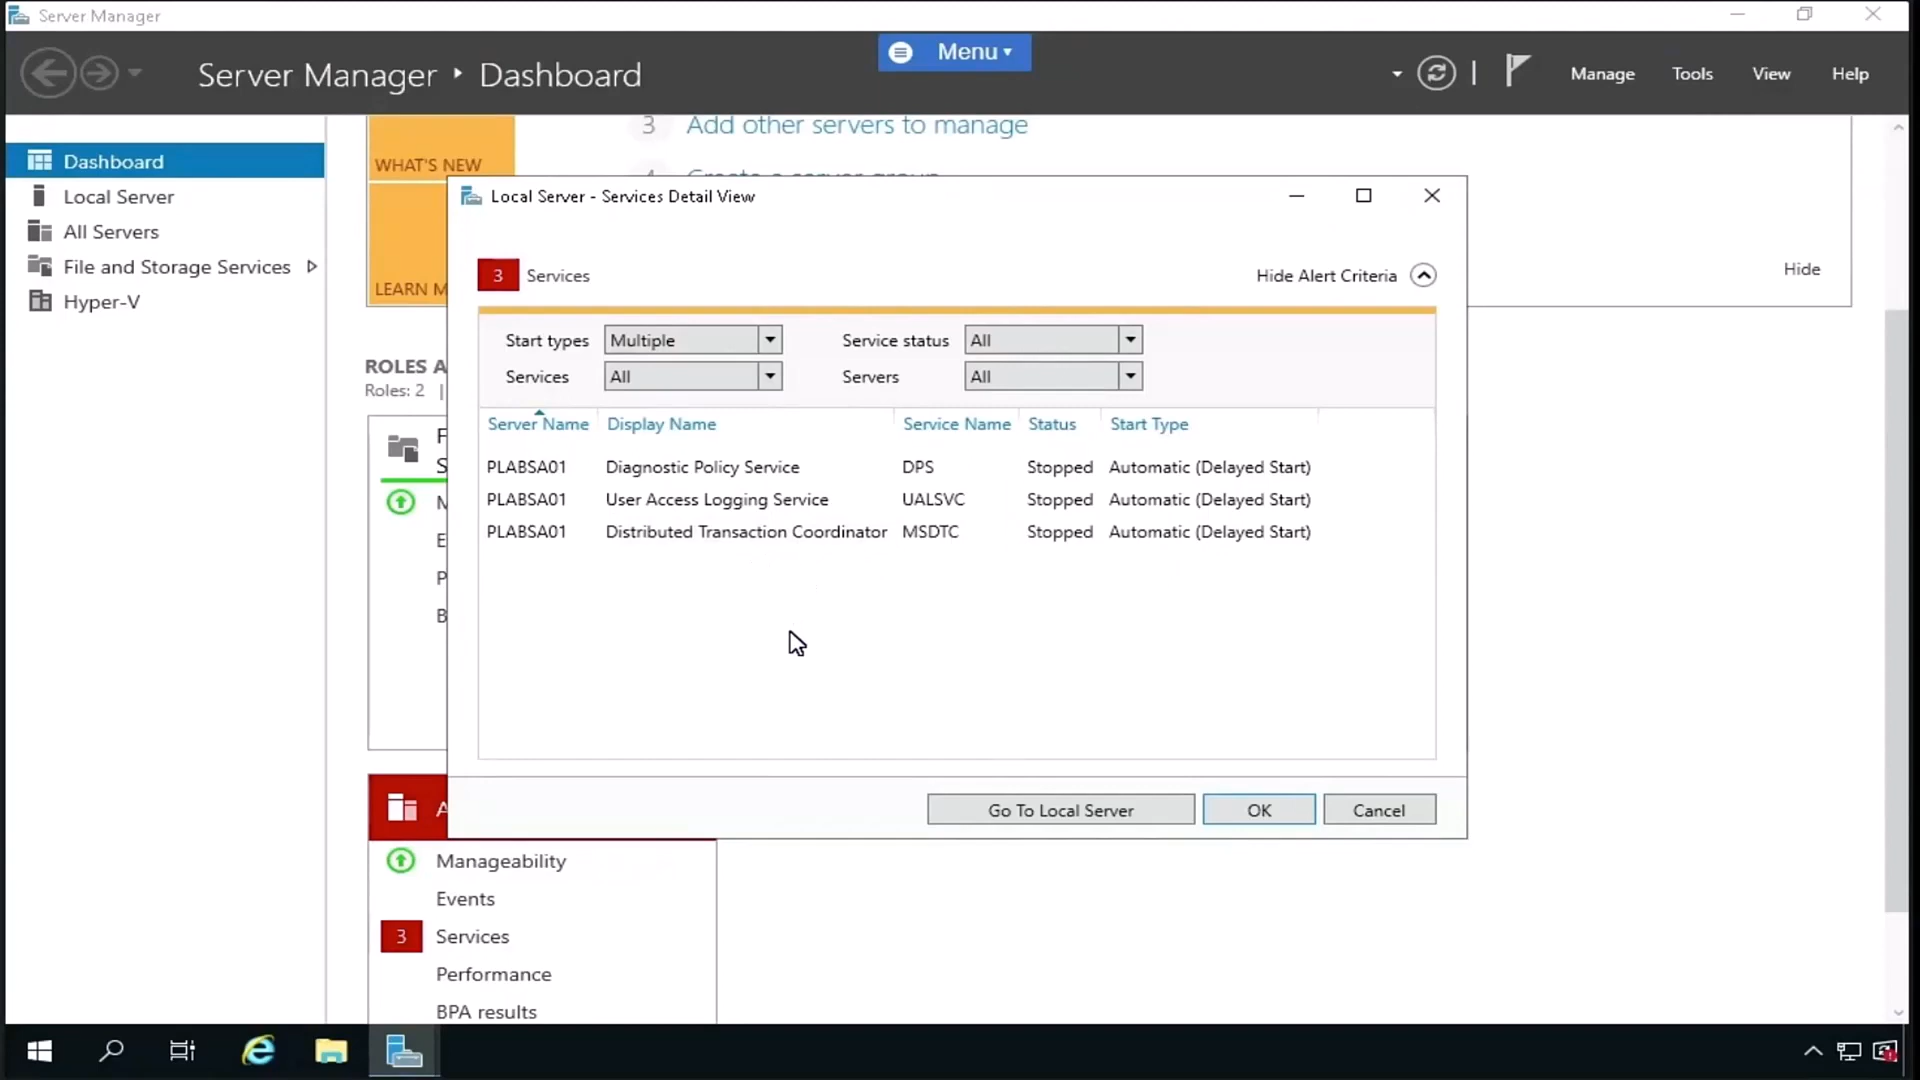 Server Manager
Server Manager ‣ Dashboard
Menu
Manage
Tools
View
Help
Dashboard
Local Server
All Servers
File and Storage Services
Hyper-V
WHAT'S NEW
3 Add other servers to manage
LEARN M
Hide
ROLES A
Roles: 2 |
F
S
M
E
P
B
A
Manageability
Events
3 Services
Performance
BPA results
Local Server - Services Detail View
3 Services
Hide Alert Criteria
Start types Multiple Service status All
Services All Servers All
Server Name Display Name Service Name Status Start Type
PLABSA01 Diagnostic Policy Service DPS Stopped Automatic (Delayed Start)
PLABSA01 User Access Logging Service UALSVC Stopped Automatic (Delayed Start)
PLABSA01 Distributed Transaction Coordinator MSDTC Stopped Automatic (Delayed Start)
Go To Local Server
OK
Cancel